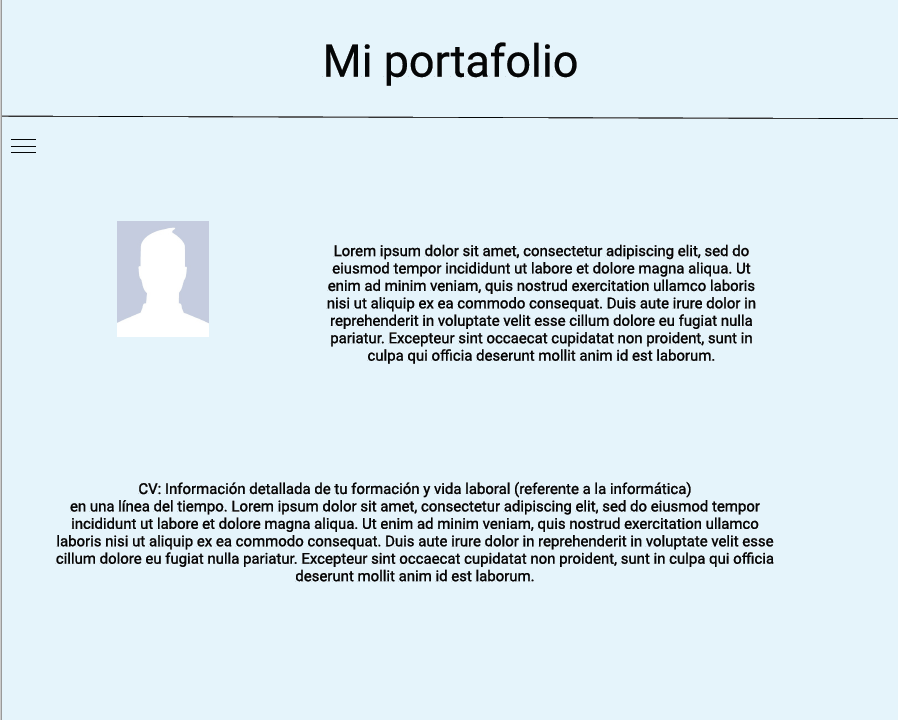 Mi portafolio
Lorem ipsum dolor sit amet, consectetur adipiscing elit, sed do
eiusmod tempor incididunt ut labore et dolore magna aliqua. Ut
enim ad minim veniam, quis nostrud exercitation ullamco laboris
nisi ut aliquip ex ea commodo consequat. Duis aute irure dolor in
reprehenderit in voluptate velit esse cillum dolore eu fugiat nulla
pariatur. Excepteur sint occaecat cupidatat non proident, sunt in
culpa qui officia deserunt mollit anim id est laborum.
CV: Información detallada de tu formación y vida laboral (referente a la informática)
en una línea del tiempo. Lorem ipsum dolor sit amet, consectetur adipiscing elit, sed do eiusmod tempor
incididunt ut labore et dolore magna aliqua. Ut enim ad minim veniam, quis nostrud exercitation ullamco
laboris nisi ut aliquip ex ea commodo consequat. Duis aute irure dolor in reprehenderit in voluptate velit esse
cillum dolore eu fugiat nulla pariatur. Excepteur sint occaecat cupidatat non proident, sunt in culpa qui officia
deserunt mollit anim id est laborum.